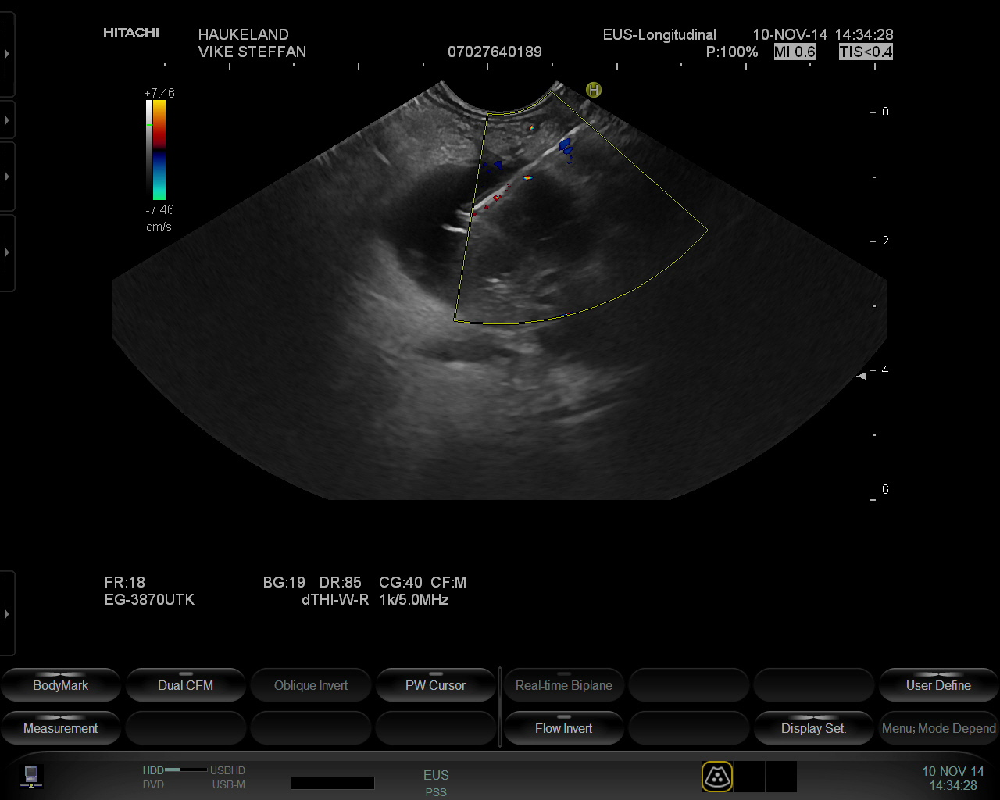 HITACHI HAUKELAND EUS-Longitudinal 10-NOV-14 14:34:28
VIKE STEFFAN 07027640189 P:100% MI 0.6 TIS<0.4
H
+7.46
-7.46
cm/s
0
2
4
6
FR:18 BG:19 DR:85 CG:40 CF:M
EG-3870UTK dTHI-W-R 1k/5.0MHz
BodyMark Dual CFM Oblique Invert PW Cursor Real-time Biplane User Define
Measurement Flow Invert Display Set. Menu; Mode Depend
HDD USBHD EUS 10-NOV-14
DVD USB-M PSS 14:34:28